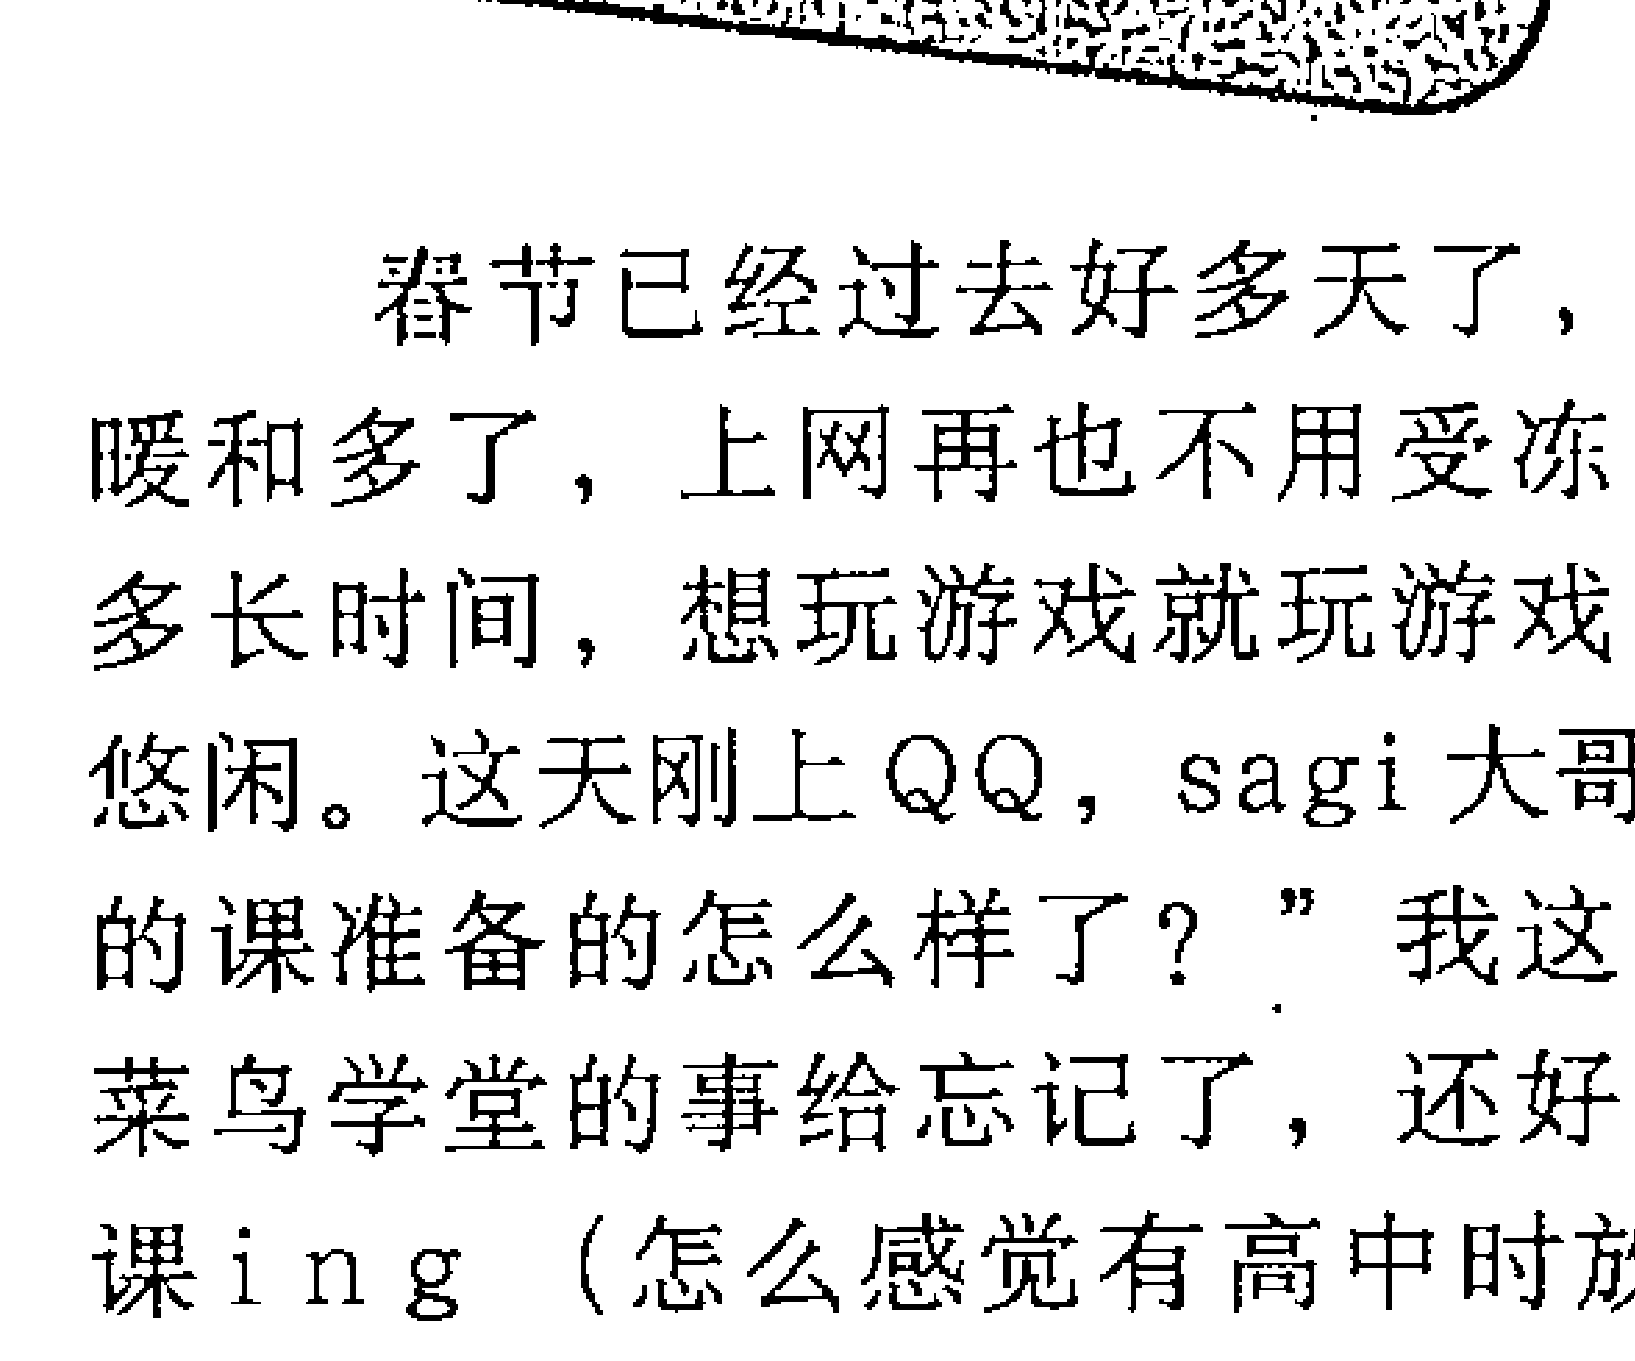 春节已经过去好多天了，
暖和多了，上网再也不用受冻
多长时间，想玩游戏就玩游戏
悠闲。这天刚上QQ，sagi大哥
的课准备的怎么样了？”我这
菜鸟学堂的事给忘记了，还好
课ing（怎么感觉有高中时放